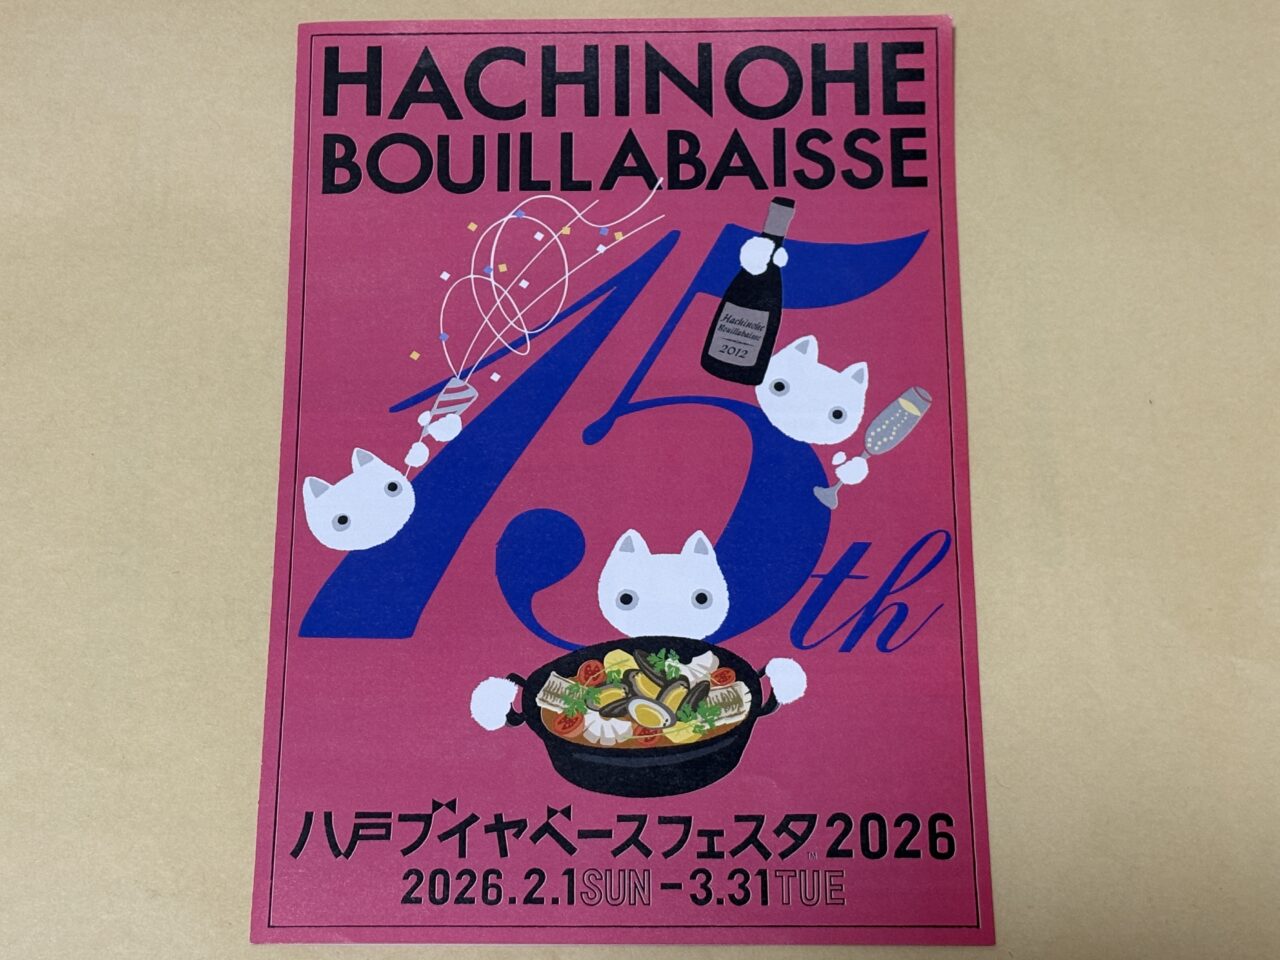 HACHINOHE
BOUILLABAISSE
15th
Hachinohe
Bouillabaisse
2012
八戸ブイヤベースフェスタ™2026
2026.2.1SUN-3.31TUE